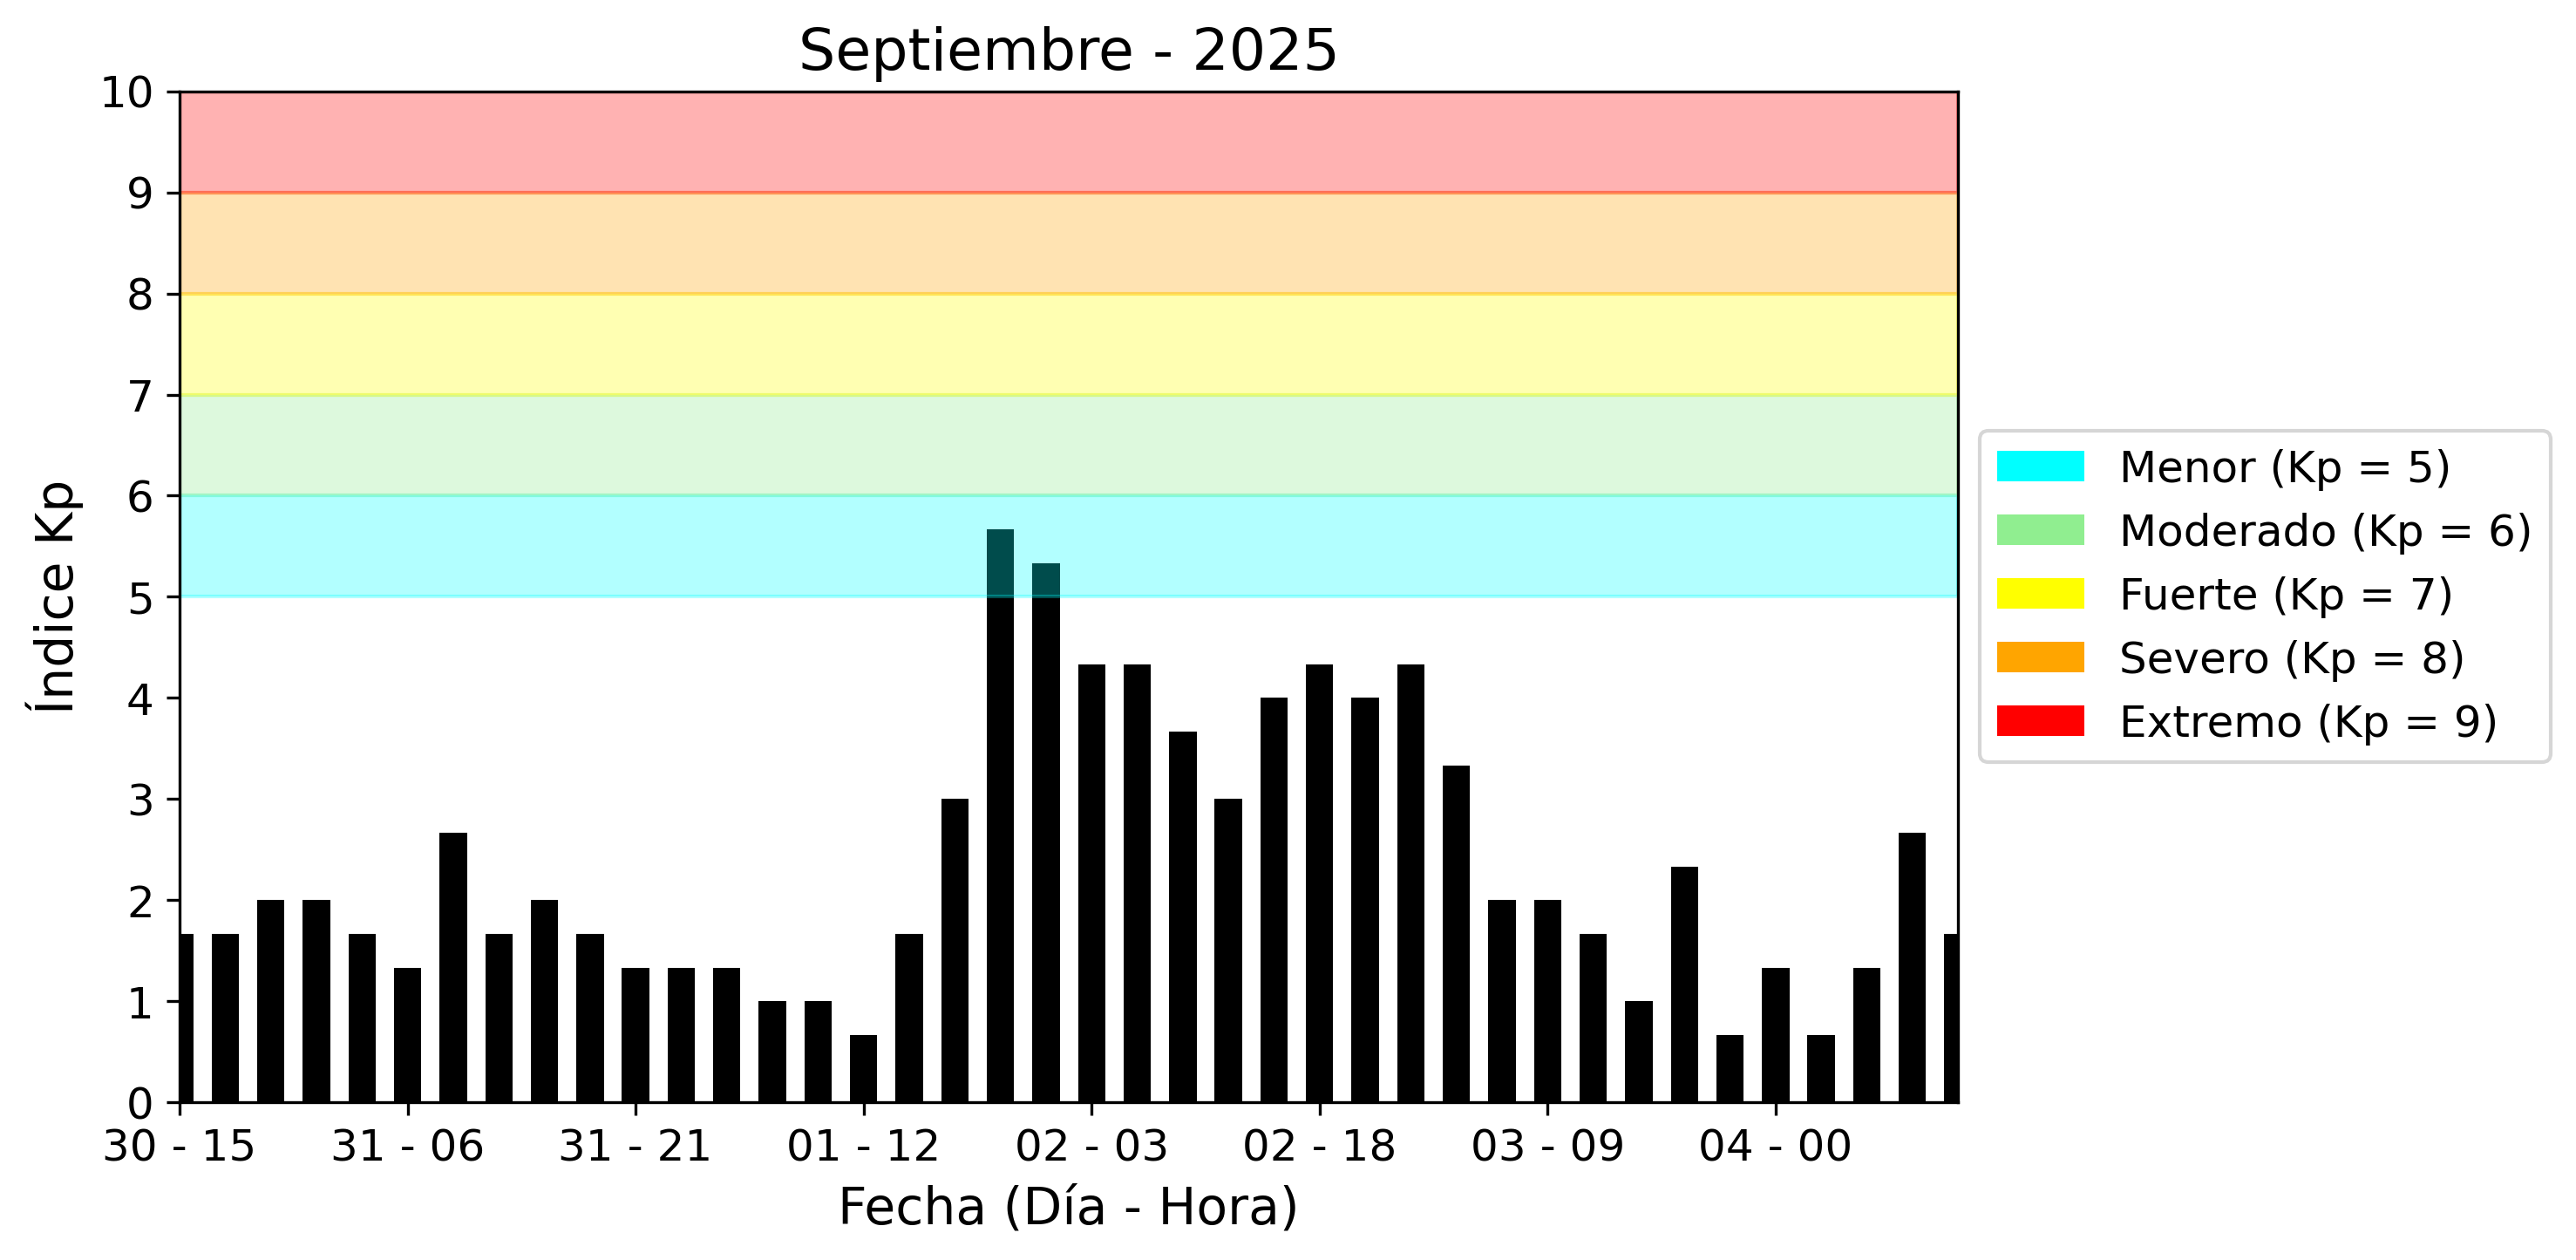 Septiembre - 2025
10
9
8
7
6
5
4
3
2
1
0
Índice Kp
30 - 15
31 - 06
31 - 21
01 - 12
02 - 03
02 - 18
03 - 09
04 - 00
Fecha (Día - Hora)
Menor (Kp = 5)
Moderado (Kp = 6)
Fuerte (Kp = 7)
Severo (Kp = 8)
Extremo (Kp = 9)